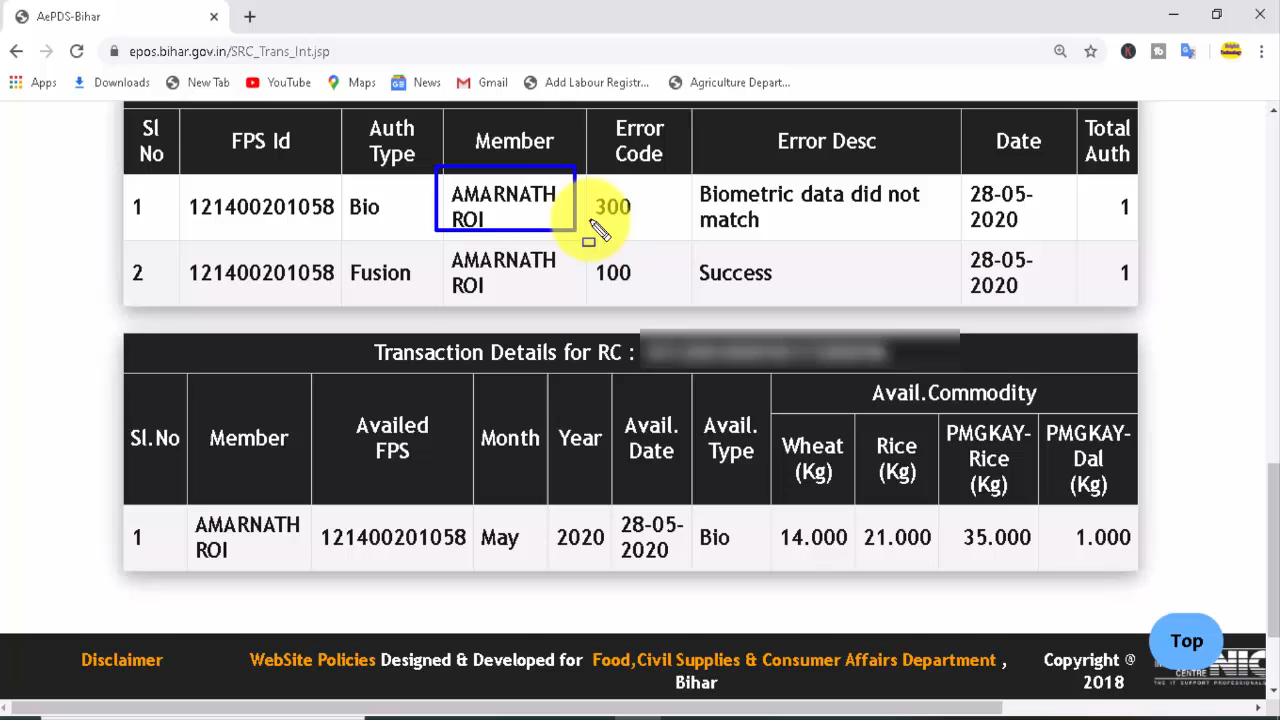 AePDS-Bihar
epos.bihar.gov.in/SRC_Trans_Int.jsp
Apps Downloads New Tab YouTube Maps News Gmail Add Labour Registr... Agriculture Depart...
Sl No FPS Id Auth Type Member Error Code Error Desc Date Total Auth
1 121400201058 Bio AMARNATH ROI 300 Biometric data did not match 28-05-2020 1
2 121400201058 Fusion AMARNATH ROI 100 Success 28-05-2020 1
Transaction Details for RC :
Sl.No Member Availed FPS Month Year Avail. Date Avail. Type Avail.Commodity
Wheat (Kg) Rice (Kg) PMGKAY-Rice (Kg) PMGKAY-Dal (Kg)
1 AMARNATH ROI 121400201058 May 2020 28-05-2020 Bio 14.000 21.000 35.000 1.000
Top
Disclaimer WebSite Policies Designed & Developed for Food,Civil Supplies & Consumer Affairs Department , Bihar Copyright @ 2018
CENTRE